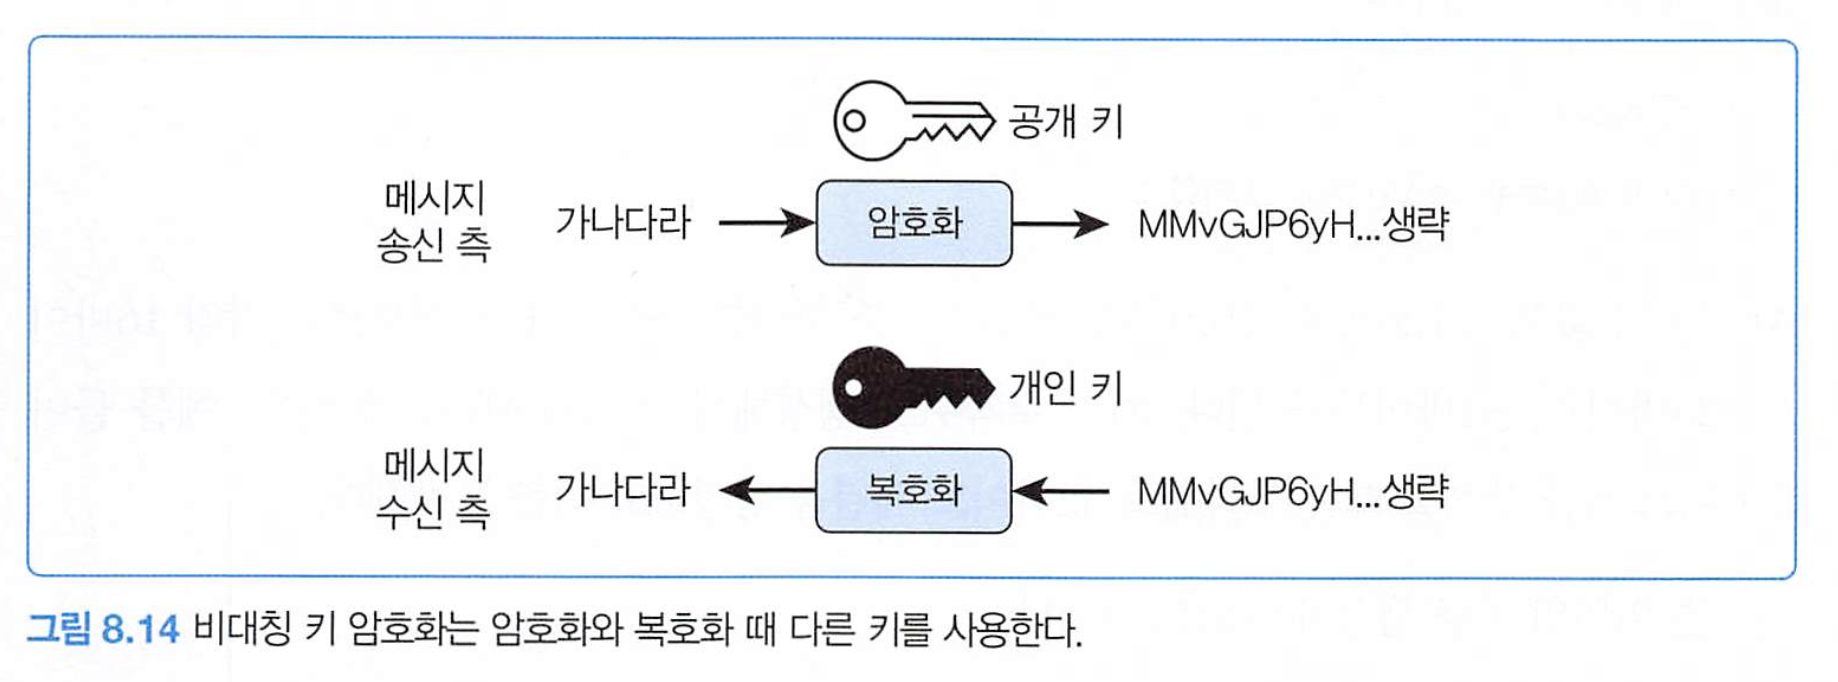 공개 키
메시지
송신 측
가나다라
암호화
MMvGJP6yH...생략
개인 키
메시지
수신 측
가나다라
복호화
MMvGJP6yH...생략
그림 8.14 비대칭 키 암호화는 암호화와 복호화 때 다른 키를 사용한다.